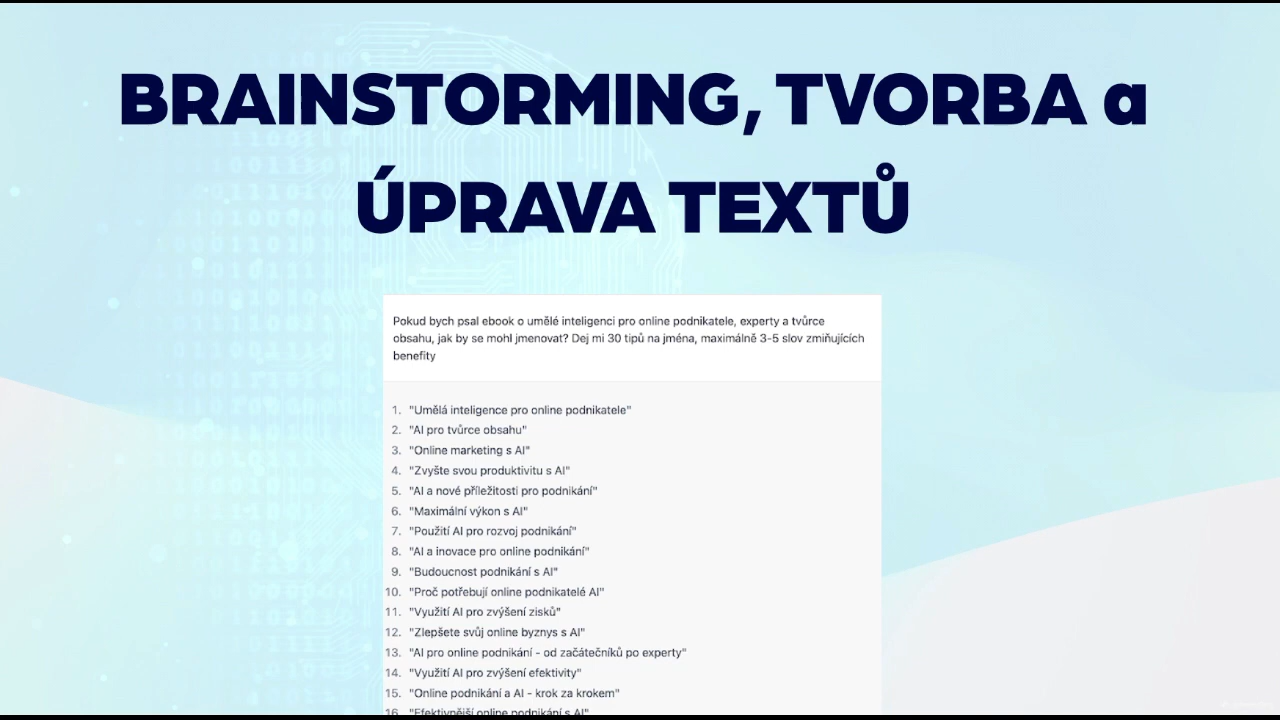 BRAINSTORMING, TVORBA a
ÚPRAVA TEXTŮ
Pokud bych psal ebook o umělé inteligenci pro online podnikatele, experty a tvůrce
obsahu, jak by se mohl jmenovat? Dej mi 30 tipů na jména, maximálně 3-5 slov zmiňujících
benefity
1. "Umělá inteligence pro online podnikatele"
2. "AI pro tvůrce obsahu"
3. "Online marketing s AI"
4. "Zvyšte svou produktivitu s AI"
5. "AI a nové příležitosti pro podnikání"
6. "Maximální výkon s AI"
7. "Použití AI pro rozvoj podnikání"
8. "AI a inovace pro online podnikání"
9. "Budoucnost podnikání s AI"
10. "Proč potřebují online podnikatelé AI"
11. "Využití AI pro zvýšení zisků"
12. "Zlepšete svůj online byznys s AI"
13. "AI pro online podnikání - od začátečníků po experty"
14. "Využití AI pro zvýšení efektivity"
15. "Online podnikání a AI - krok za krokem"
16. "Efektivnější online podnikání s AI"